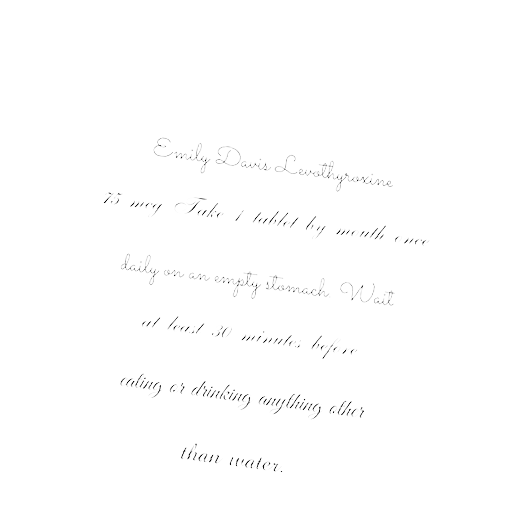 Emily Davis Levothyroxine
75 mcg Take 1 tablet by mouth once
daily on an empty stomach. Wait
at least 30 minutes before
eating or drinking anything other
than water.